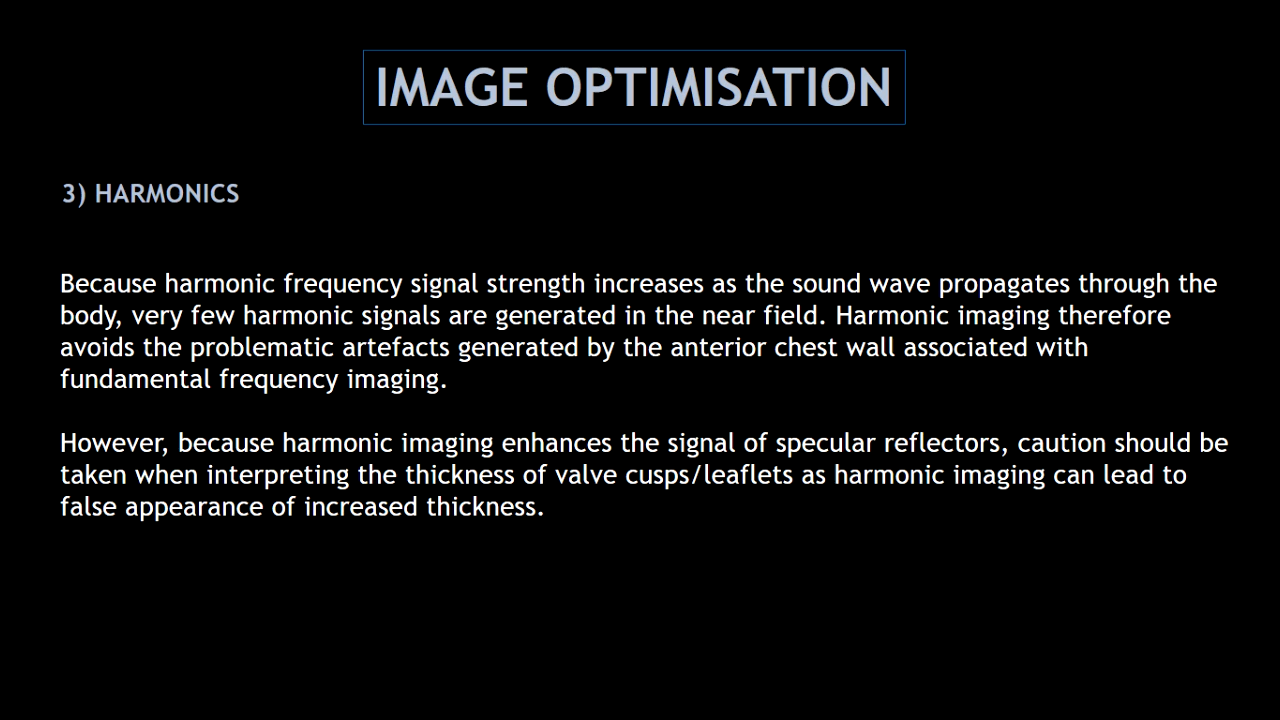 IMAGE OPTIMISATION
3) HARMONICS
Because harmonic frequency signal strength increases as the sound wave propagates through the
body, very few harmonic signals are generated in the near field. Harmonic imaging therefore
avoids the problematic artefacts generated by the anterior chest wall associated with
fundamental frequency imaging.
However, because harmonic imaging enhances the signal of specular reflectors, caution should be
taken when interpreting the thickness of valve cusps/leaflets as harmonic imaging can lead to
false appearance of increased thickness.